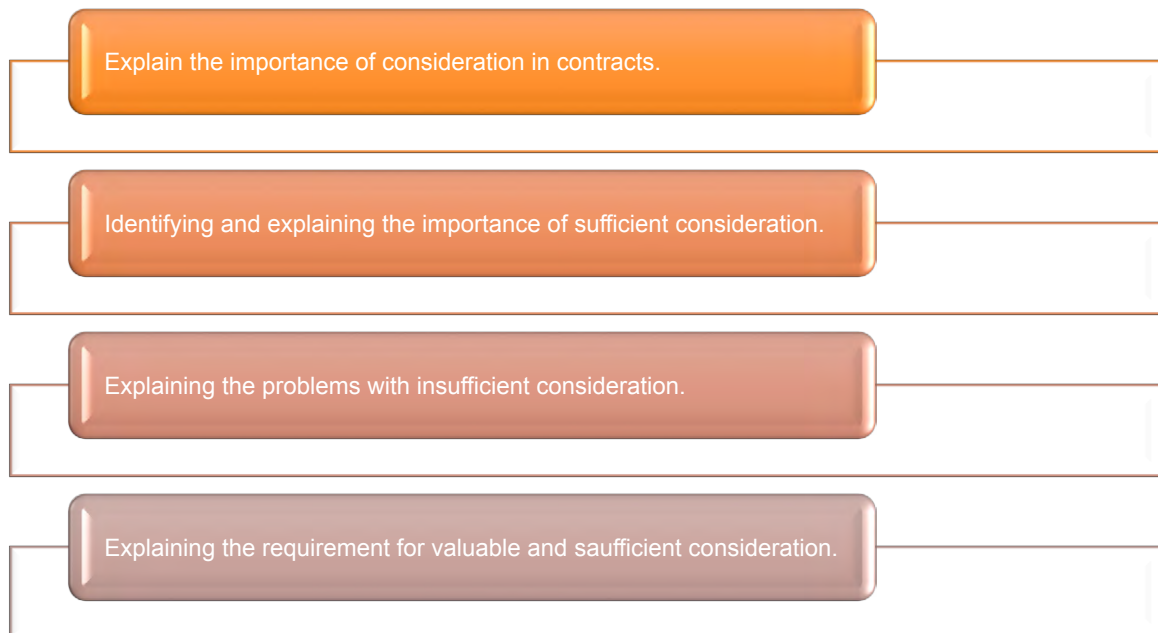 Explain the importance of consideration in contracts.
Identifying and explaining the importance of sufficient consideration.
Explaining the problems with insufficient consideration.
Explaining the requirement for valuable and saufficient consideration.